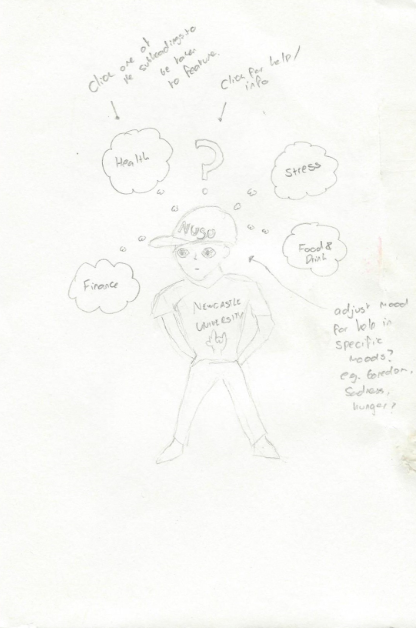 Click one of
the subheadings to
be taken
to feature
Click for help/
info
Health
?
Stress
NUSU
Food &
Drink
Finance
NEWCASTLE
UNIVERSITY
adjust mood
for help in
specific
moods?
eg. boredom,
Sadness,
hunger?